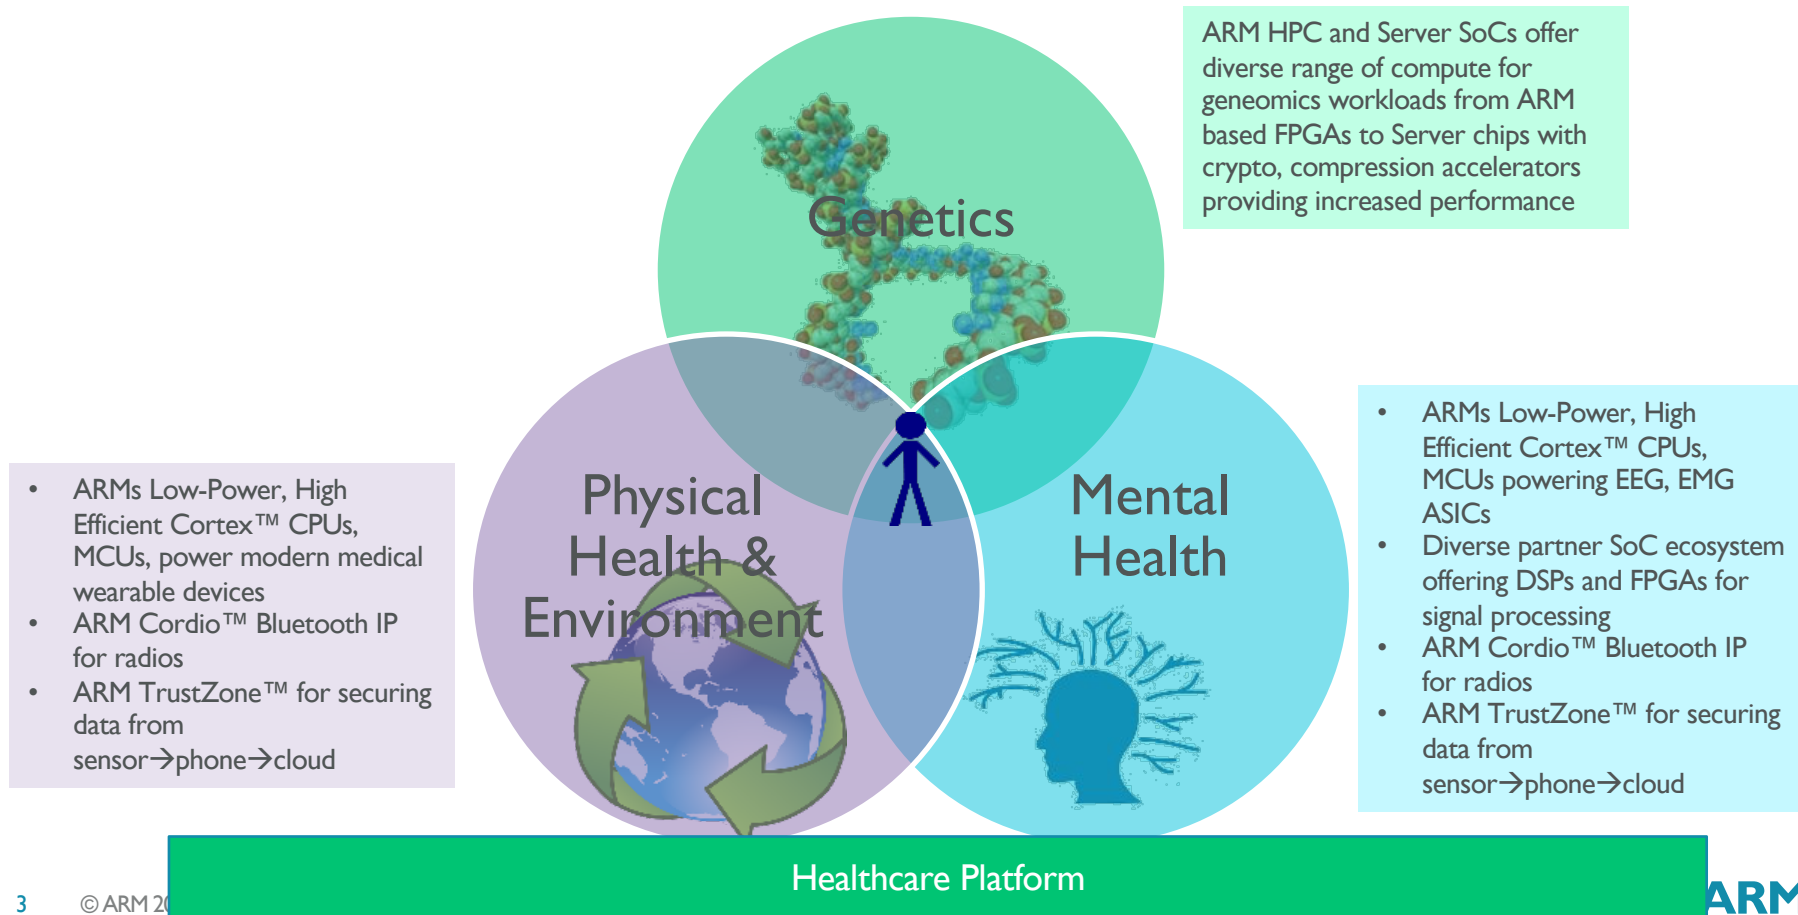 ARM HPC and Server SoCs offer
diverse range of compute for
geneomics workloads from ARM
based FPGAs to Server chips with
crypto, compression accelerators
providing increased performance
Genetics
Physical
Health &
Environment
Mental
Health
• ARMs Low-Power, High
Efficient Cortex™ CPUs,
MCUs, power modern medical
wearable devices
• ARM Cordio™ Bluetooth IP
for radios
• ARM TrustZone™ for securing
data from
sensor→phone→cloud
• ARMs Low-Power, High
Efficient Cortex™ CPUs,
MCUs powering EEG, EMG
ASICs
• Diverse partner SoC ecosystem
offering DSPs and FPGAs for
signal processing
• ARM Cordio™ Bluetooth IP
for radios
• ARM TrustZone™ for securing
data from
sensor→phone→cloud
Healthcare Platform
3 © ARM 20
ARM